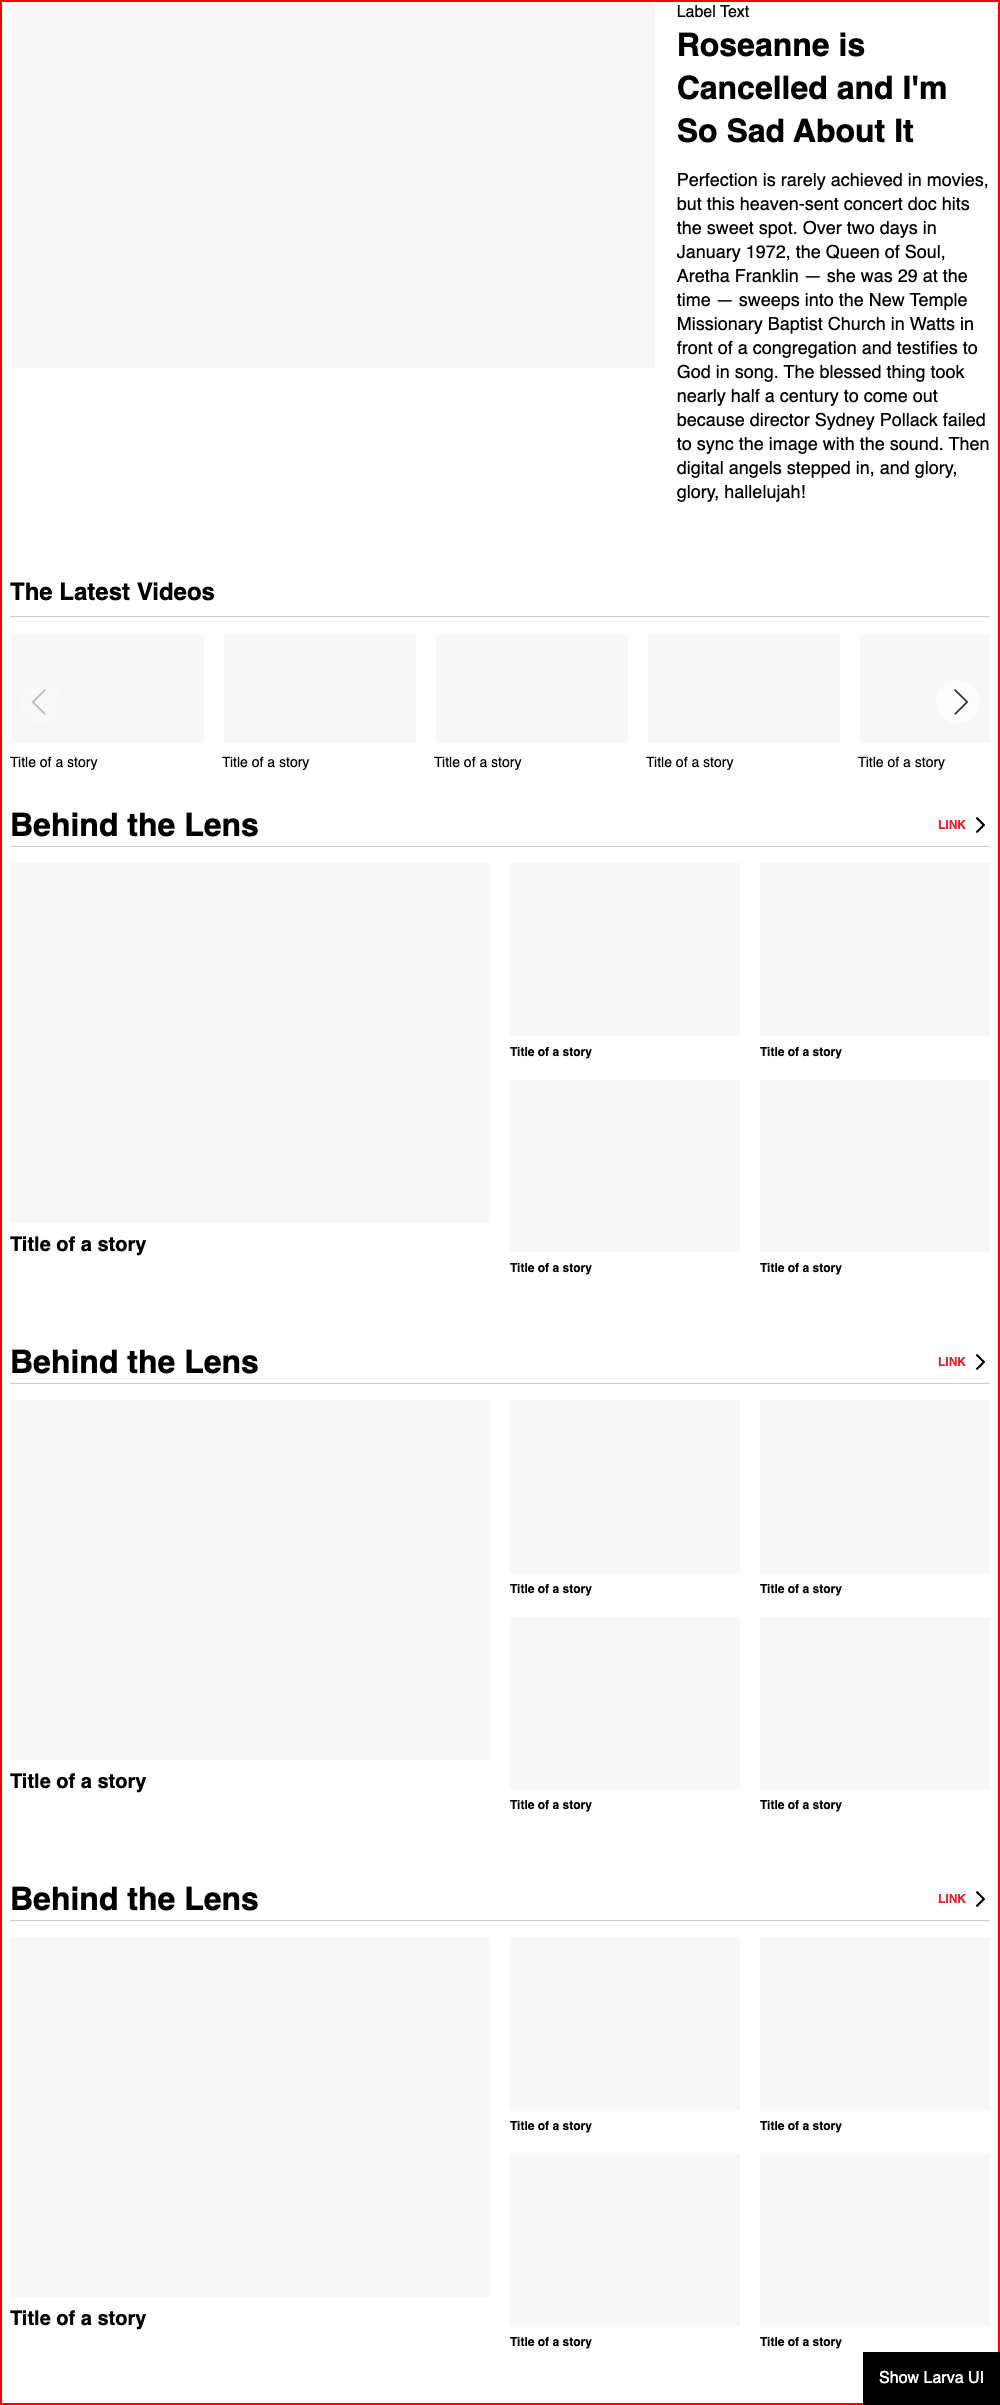 Label Text
Roseanne is
Cancelled and I'm
So Sad About It
Perfection is rarely achieved in movies,
but this heaven-sent concert doc hits
the sweet spot. Over two days in
January 1972, the Queen of Soul,
Aretha Franklin — she was 29 at the
time — sweeps into the New Temple
Missionary Baptist Church in Watts in
front of a congregation and testifies to
God in song. The blessed thing took
nearly half a century to come out
because director Sydney Pollack failed
to sync the image with the sound. Then
digital angels stepped in, and glory,
glory, hallelujah!
The Latest Videos
Title of a story
Title of a story
Title of a story
Title of a story
Title of a story
Behind the Lens
LINK
Title of a story
Title of a story
Title of a story
Title of a story
Title of a story
Behind the Lens
LINK
Title of a story
Title of a story
Title of a story
Title of a story
Title of a story
Behind the Lens
LINK
Title of a story
Title of a story
Title of a story
Title of a story
Title of a story
Show Larva UI